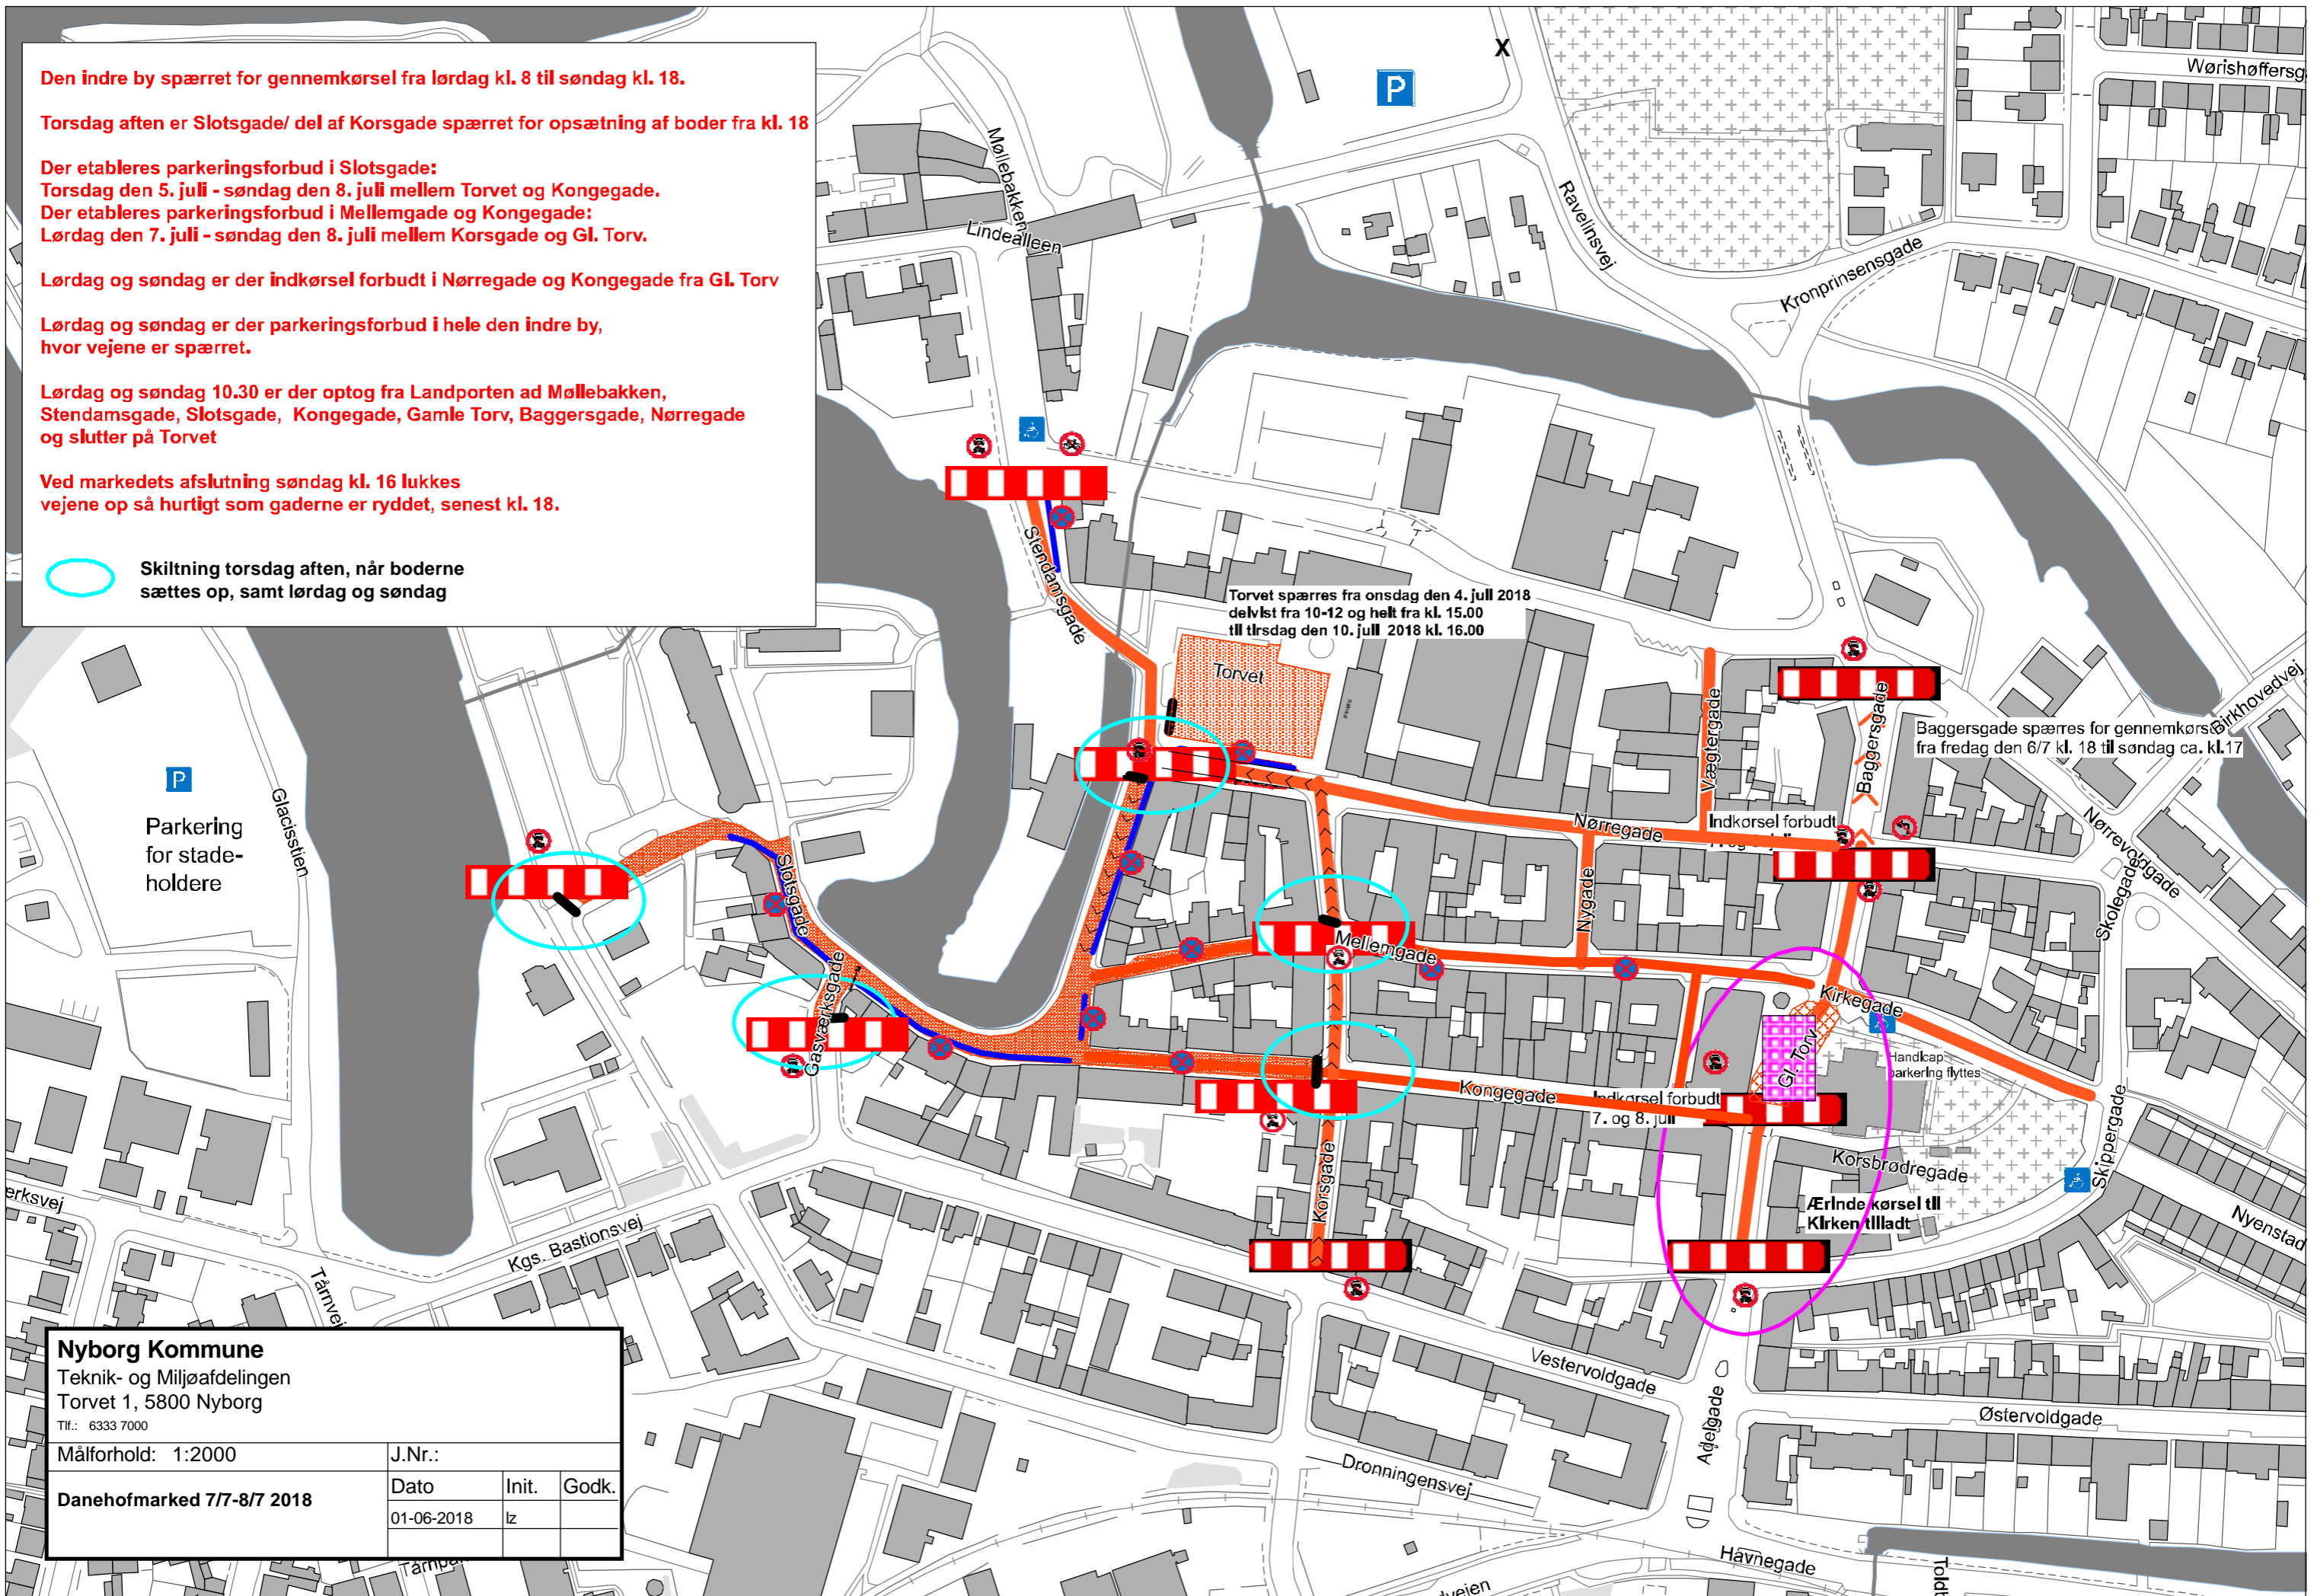 Den indre by spærret for gennemkørsel fra lørdag kl. 8 til søndag kl. 18.
Torsdag aften er Slotsgade/ del af Korsgade spærret for opsætning af boder fra kl. 18
Der etableres parkeringsforbud i Slotsgade:
Torsdag den 5. juli - søndag den 8. juli mellem Torvet og Kongegade.
Der etableres parkeringsforbud i Mellemgade og Kongegade:
Lørdag den 7. juli - søndag den 8. juli mellem Korsgade og Gl. Torv.
Lørdag og søndag er der indkørsel forbudt i Nørregade og Kongegade fra Gl. Torv
Lørdag og søndag er der parkeringsforbud i hele den indre by,
hvor vejene er spærret.
Lørdag og søndag 10.30 er der optog fra Landporten ad Møllebakken,
Stendamsgade, Slotsgade, Kongegade, Gamle Torv, Baggersgade, Nørregade
og slutter på Torvet
Ved markedets afslutning søndag kl. 16 lukkes
vejene op så hurtigt som gaderne er ryddet, senest kl. 18.
Skiltning torsdag aften, når boderne
sættes op, samt lørdag og søndag
X
P
Wørishøffersg
Møllebakken
Lindealleen
Ravelinsvej
Kronprinsensgade
Stendamsgade
Torvet spærres fra onsdag den 4. juli 2018
delvist fra 10-12 og helt fra kl. 15.00
til tirsdag den 10. juli 2018 kl. 16.00
Torvet
Vægtergade
Baggersgade
Birkhovedvej
Baggersgade spærres for gennemkørsel
fra fredag den 6/7 kl. 18 til søndag ca. kl.17
P
Parkering
for stade-
holdere
Glacisstien
Slotsgade
Nørregade
Indkørsel forbudt
Nørrevoldgade
Skolegade
Nygade
Mellemgade
Gasværksgade
Kirkegade
Gl. Torv
Handicap
parkering flyttes
Kongegade
Indkørsel forbudt
7. og 8. juli
Korsgade
Korsbrødregade
Skippergade
Ærinde kørsel til
Kirken tilladt
Nyenstad
erksvej
Kgs. Bastionsvej
Tårnvej
Vestervoldgade
Adelgade
Østervoldgade
Dronningensvej
Havnegade
Nyborg Kommune
Teknik- og Miljøafdelingen
Torvet 1, 5800 Nyborg
Tlf.: 6333 7000
Målforhold: 1:2000
J.Nr.:
Danehofmarked 7/7-8/7 2018
Dato Init. Godk.
01-06-2018 lz